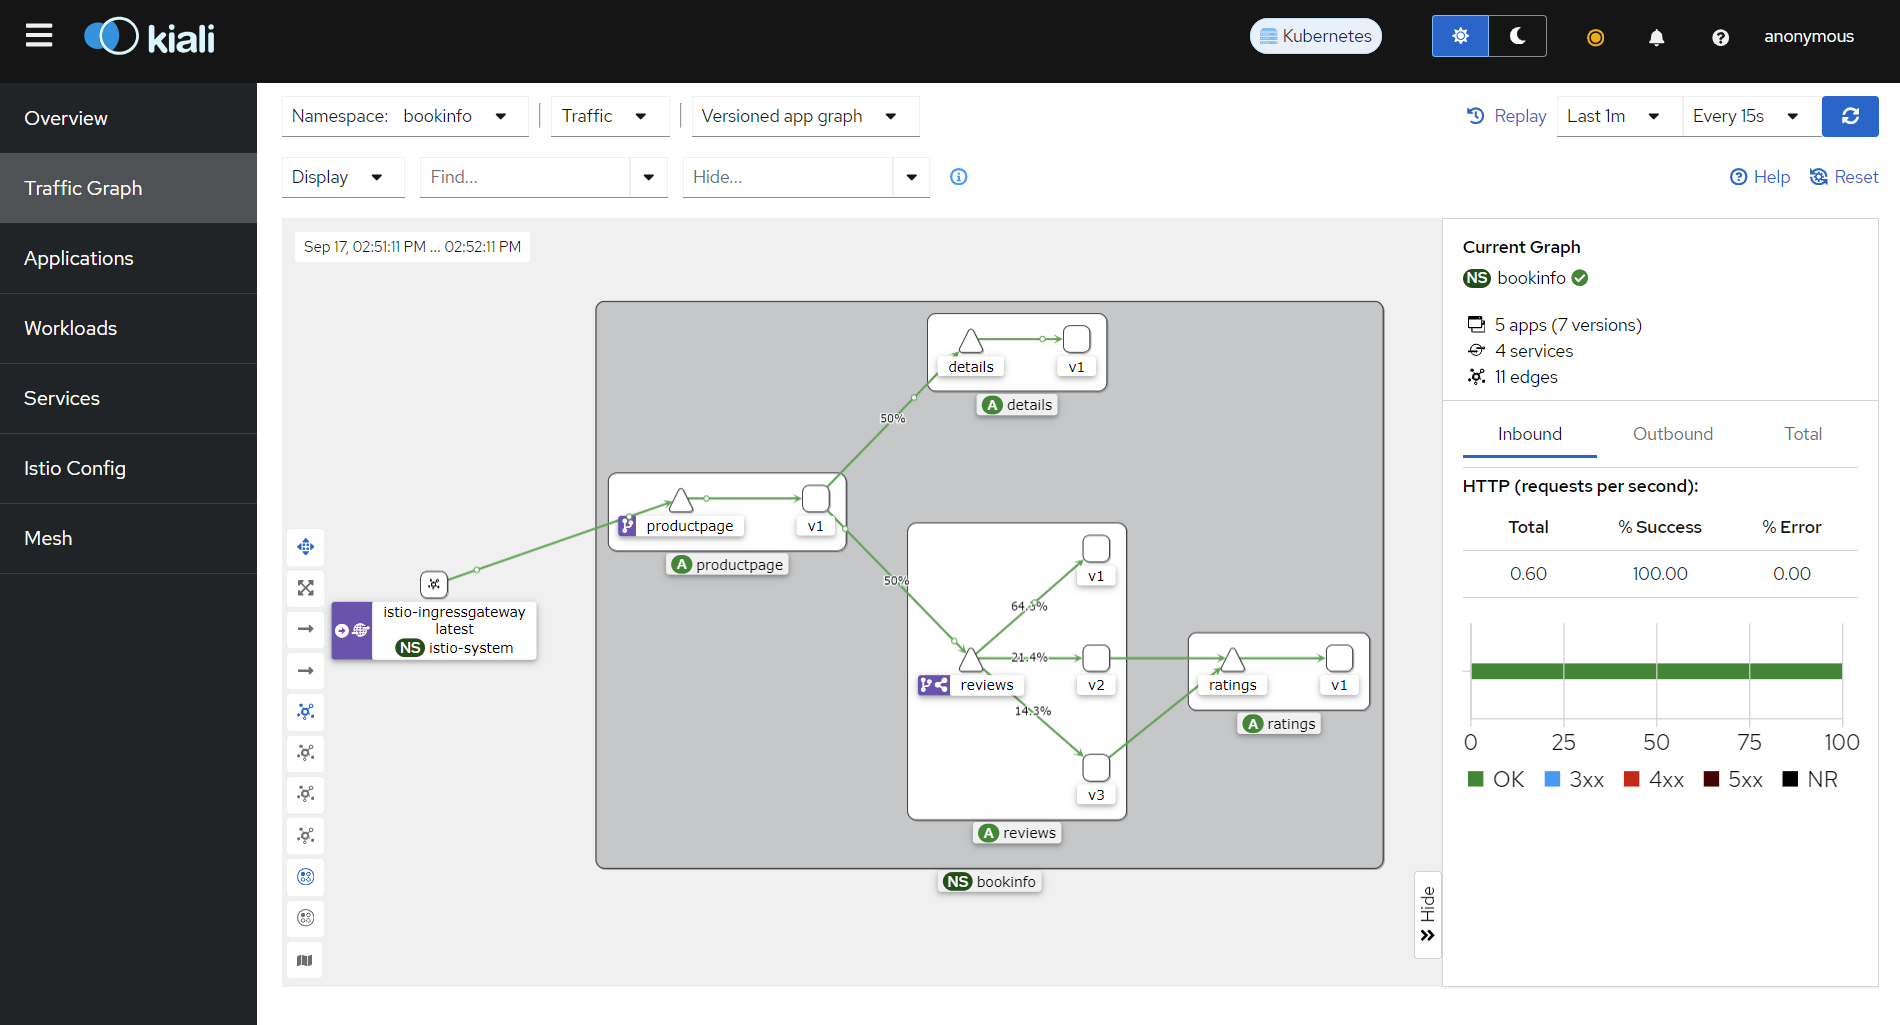 kiali
Kubernetes
anonymous
Overview
Traffic Graph
Applications
Workloads
Services
Istio Config
Mesh
Namespace: bookinfo
Traffic
Versioned app graph
Replay
Last 1m
Every 15s
Display
Find...
Hide...
Help
Reset
Sep 17, 02:51:11 PM ... 02:52:11 PM
details
v1
A details
50%
productpage
v1
A productpage
50%
istio-ingressgateway
latest
NS istio-system
v1
64.3%
reviews
21.4%
v2
14.3%
v3
A reviews
ratings
v1
A ratings
NS bookinfo
Hide
Current Graph
NS bookinfo
5 apps (7 versions)
4 services
11 edges
Inbound
Outbound
Total
HTTP (requests per second):
Total % Success % Error
0.60 100.00 0.00
0 25 50 75 100
OK 3xx 4xx 5xx NR